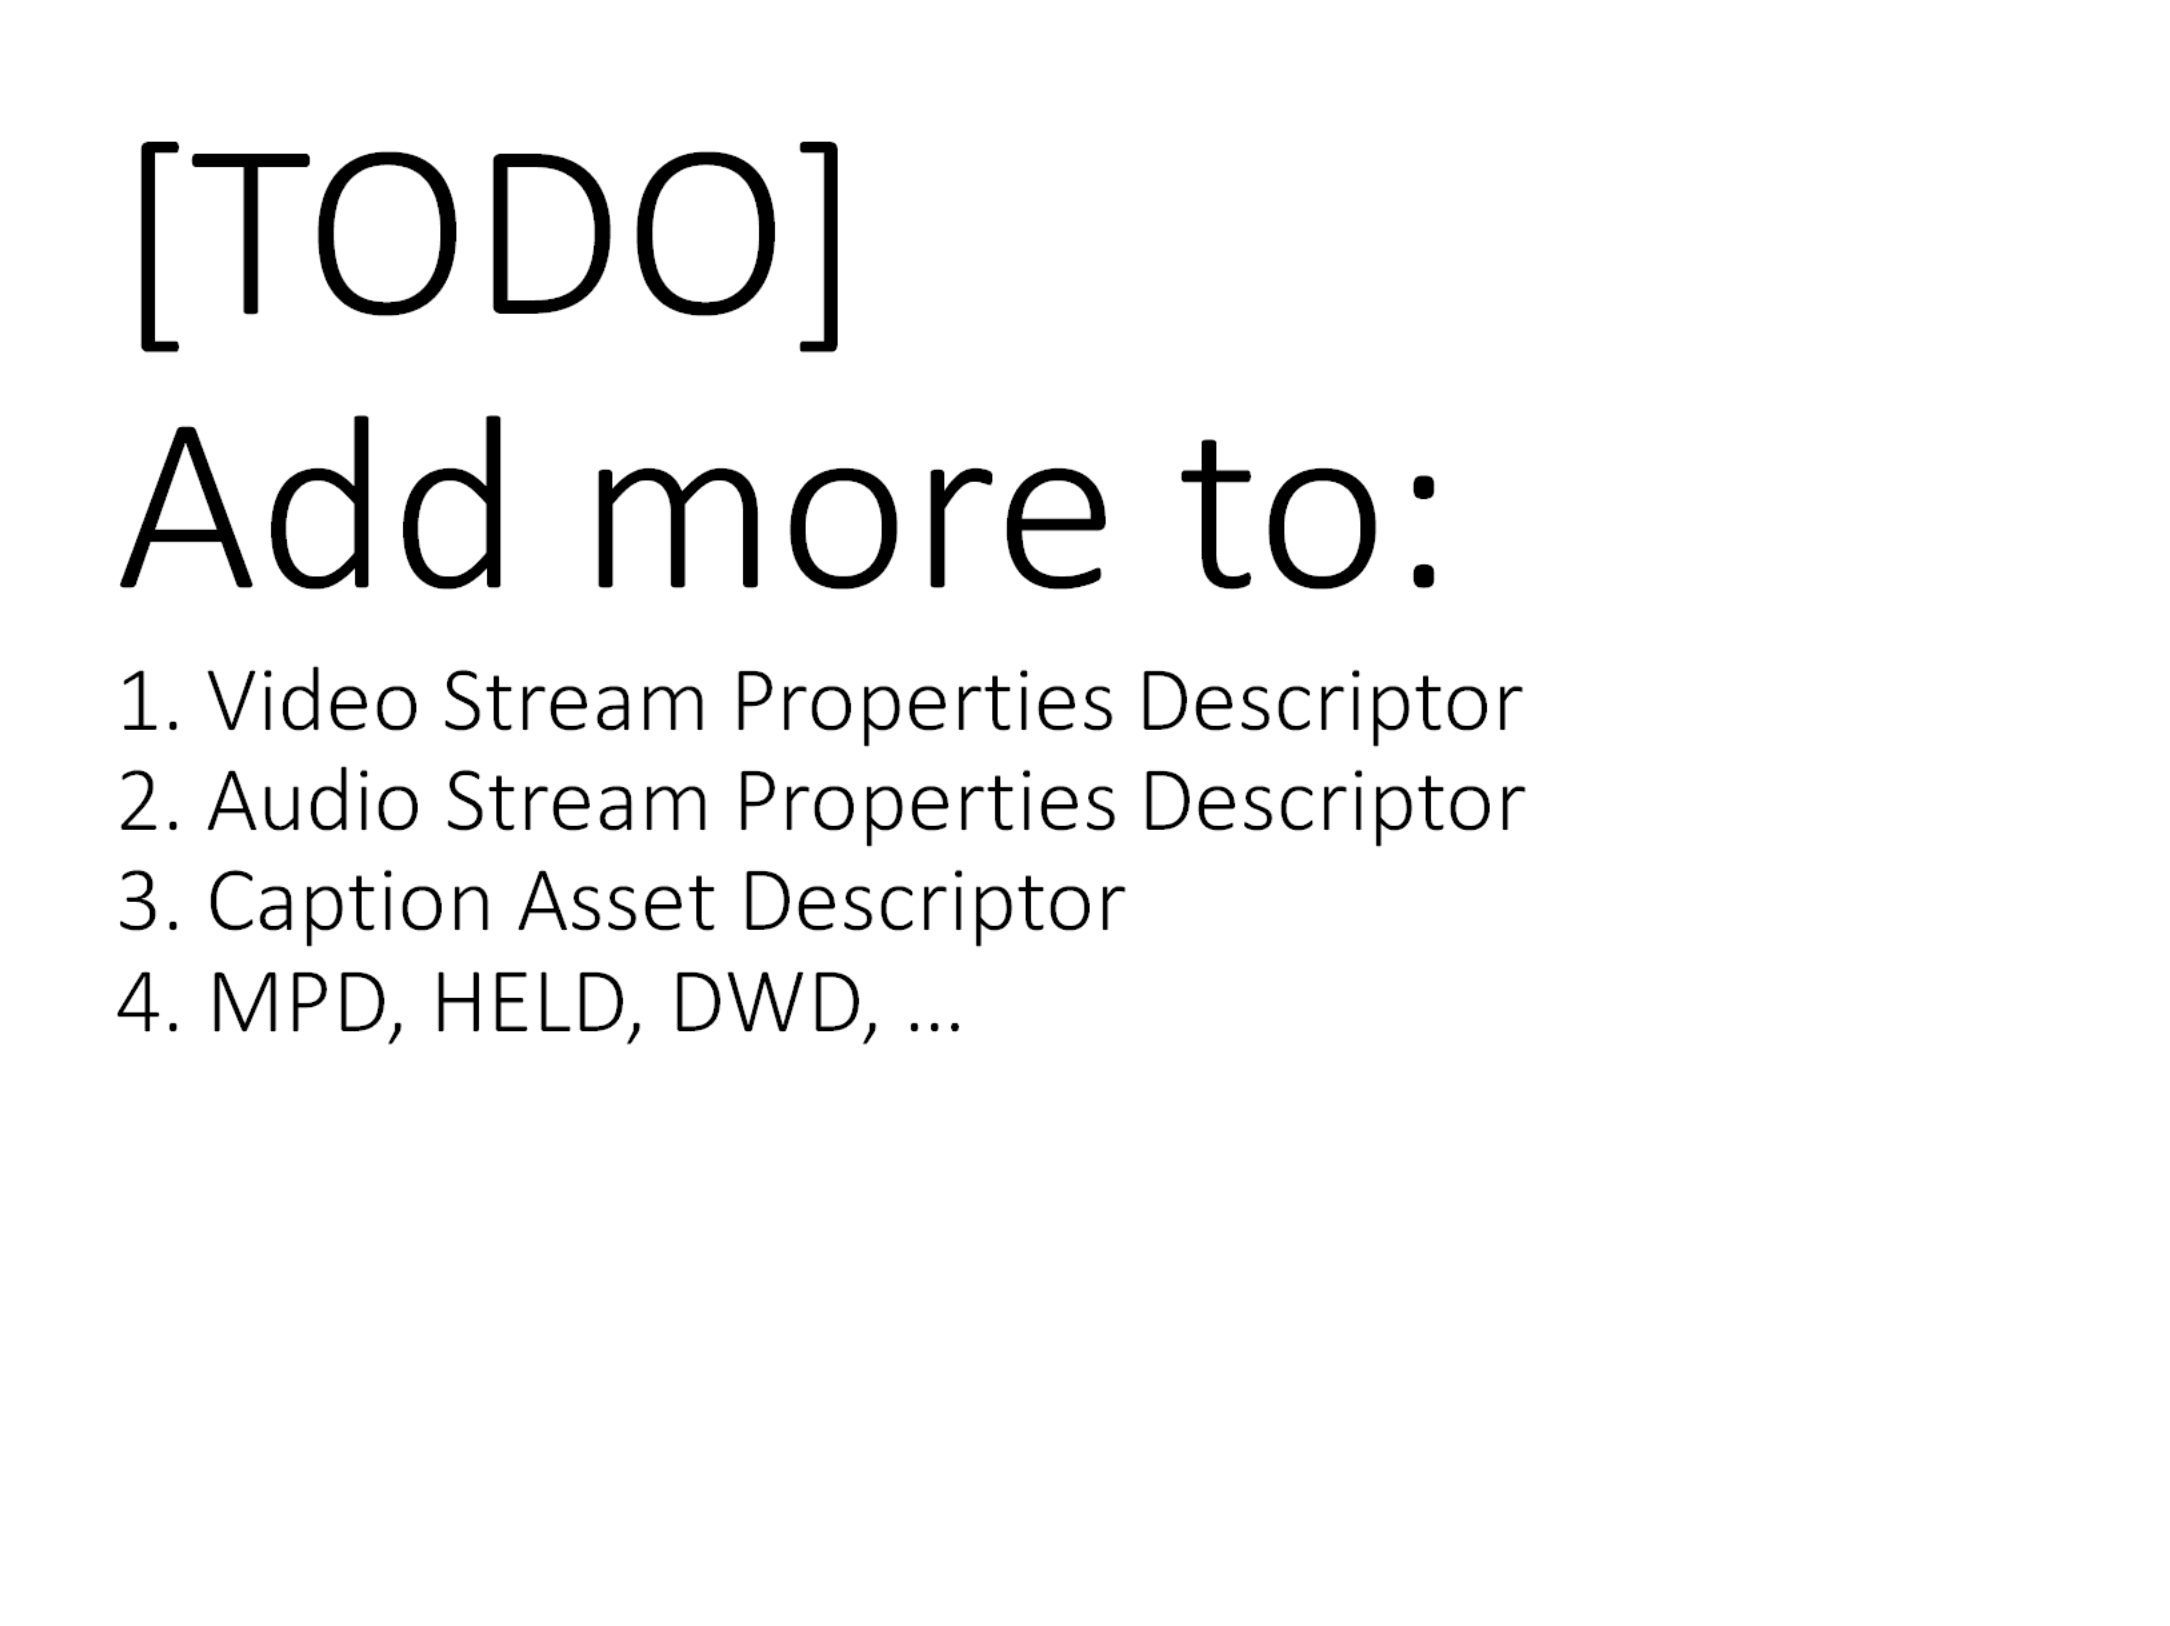 [TODO]
Add more to:
1. Video Stream Properties Descriptor
2. Audio Stream Properties Descriptor
3. Caption Asset Descriptor
4. MPD, HELD, DWD, ...